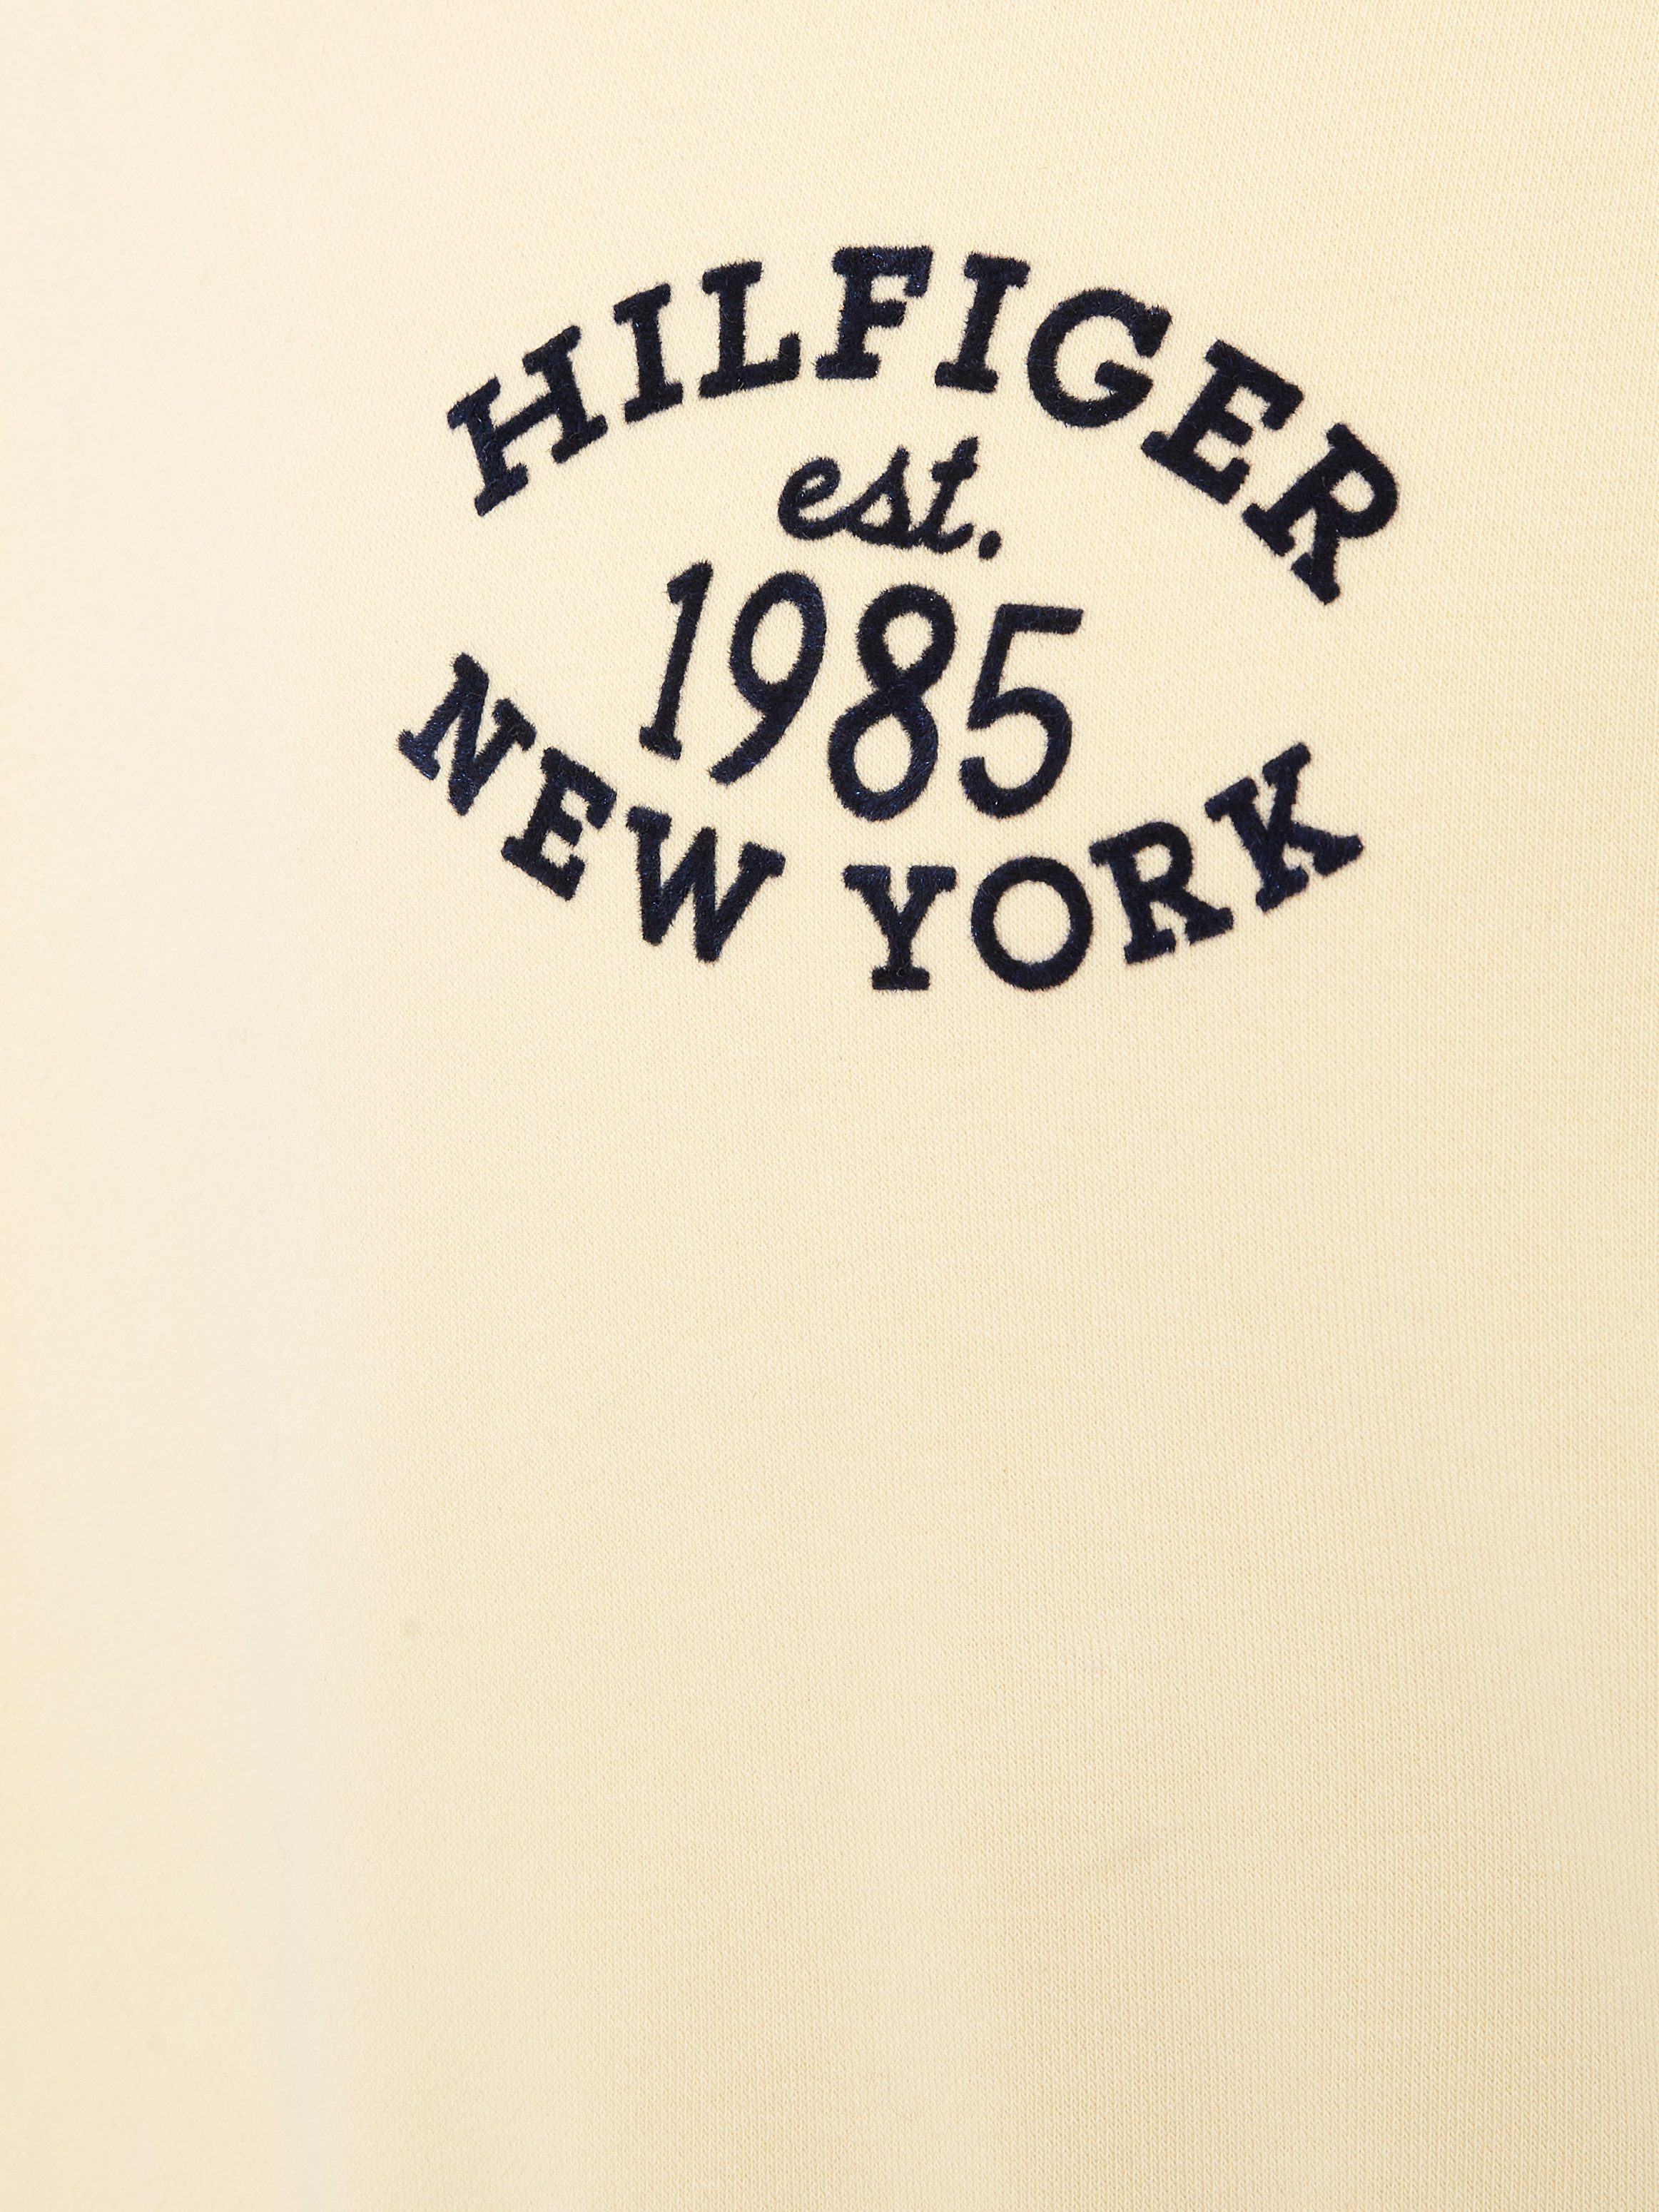 HILFIGER
est.
1985
NEW YORK